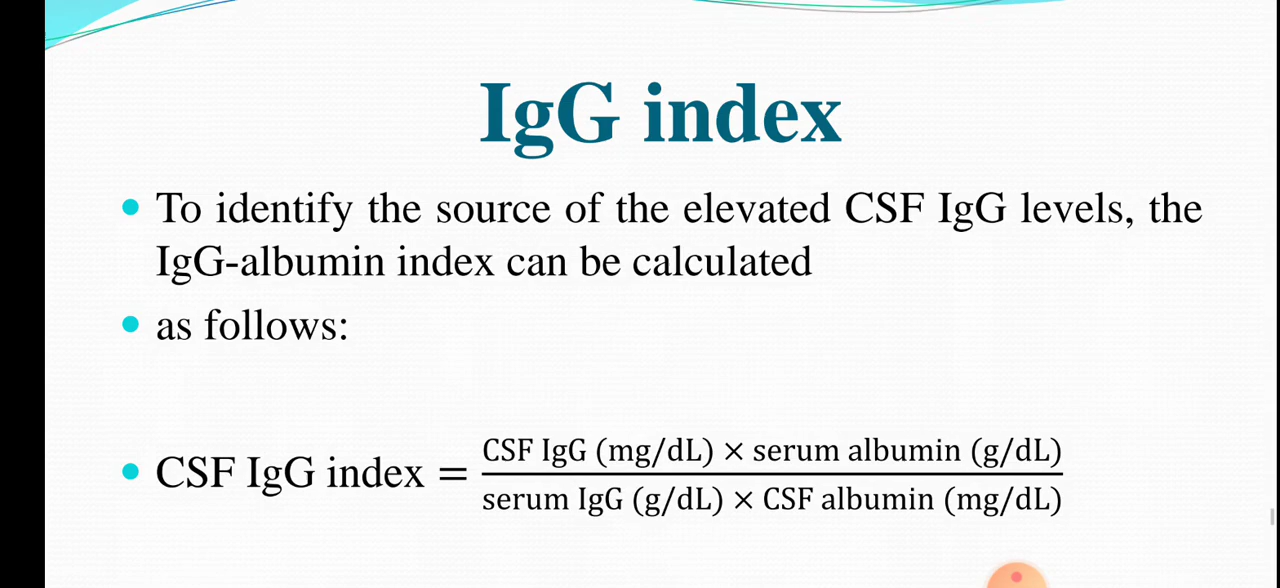 IgG index
To identify the source of the elevated CSF IgG levels, the
IgG-albumin index can be calculated
as follows:
CSF IgG index = CSF IgG (mg/dL) × serum albumin (g/dL)
serum IgG (g/dL) × CSF albumin (mg/dL)